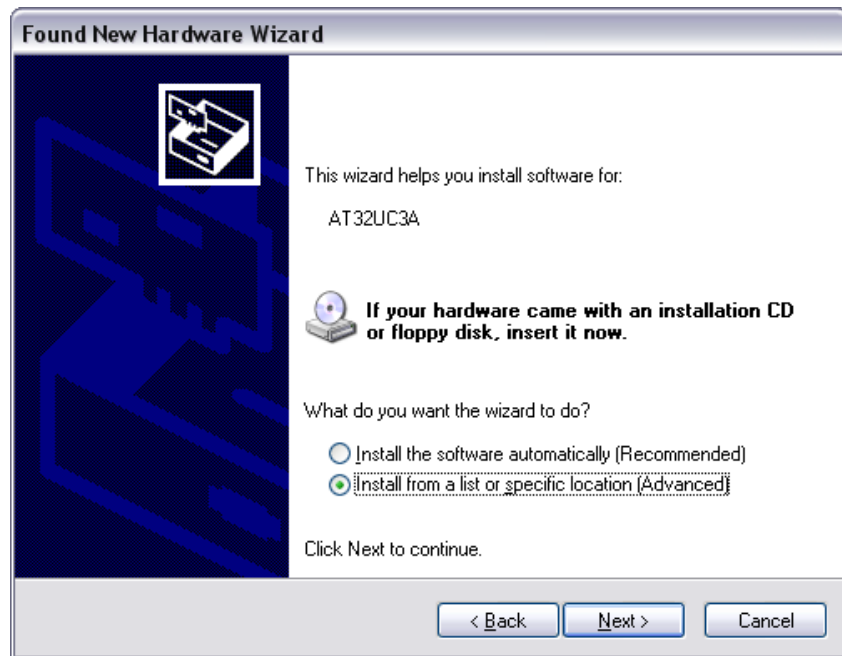 Found New Hardware Wizard
This wizard helps you install software for:
AT32UC3A
If your hardware came with an installation CD
or floppy disk, insert it now.
What do you want the wizard to do?
Install the software automatically (Recommended)
Install from a list or specific location (Advanced)
Click Next to continue.
< Back
Next >
Cancel